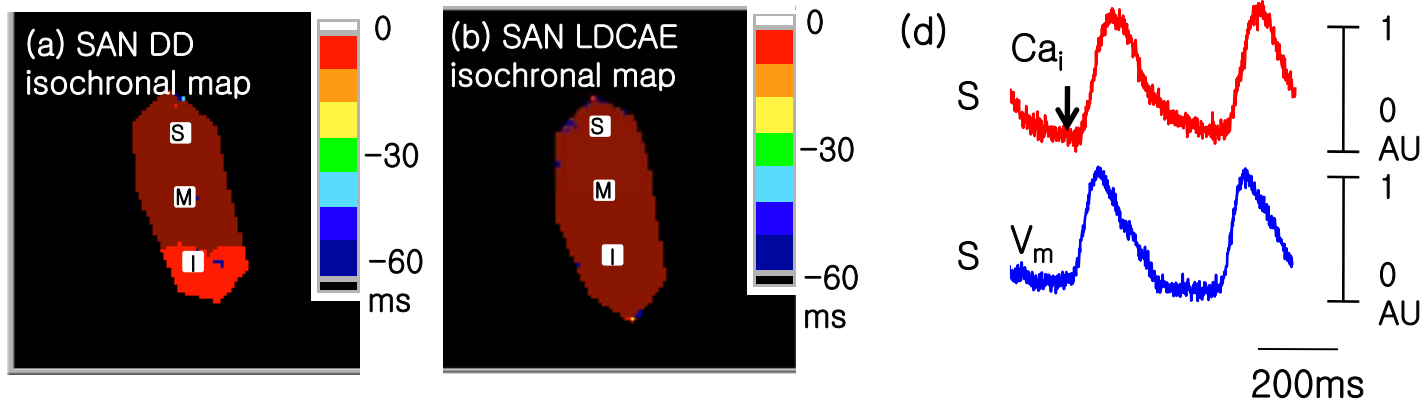 (a) SAN DD
isochronal map
S
M
I
0
−30
−60
ms
(b) SAN LDCAE
isochronal map
S
M
I
0
−30
−60
ms
(d)
S
Cai
1
0
AU
S
Vm
1
0
AU
200ms